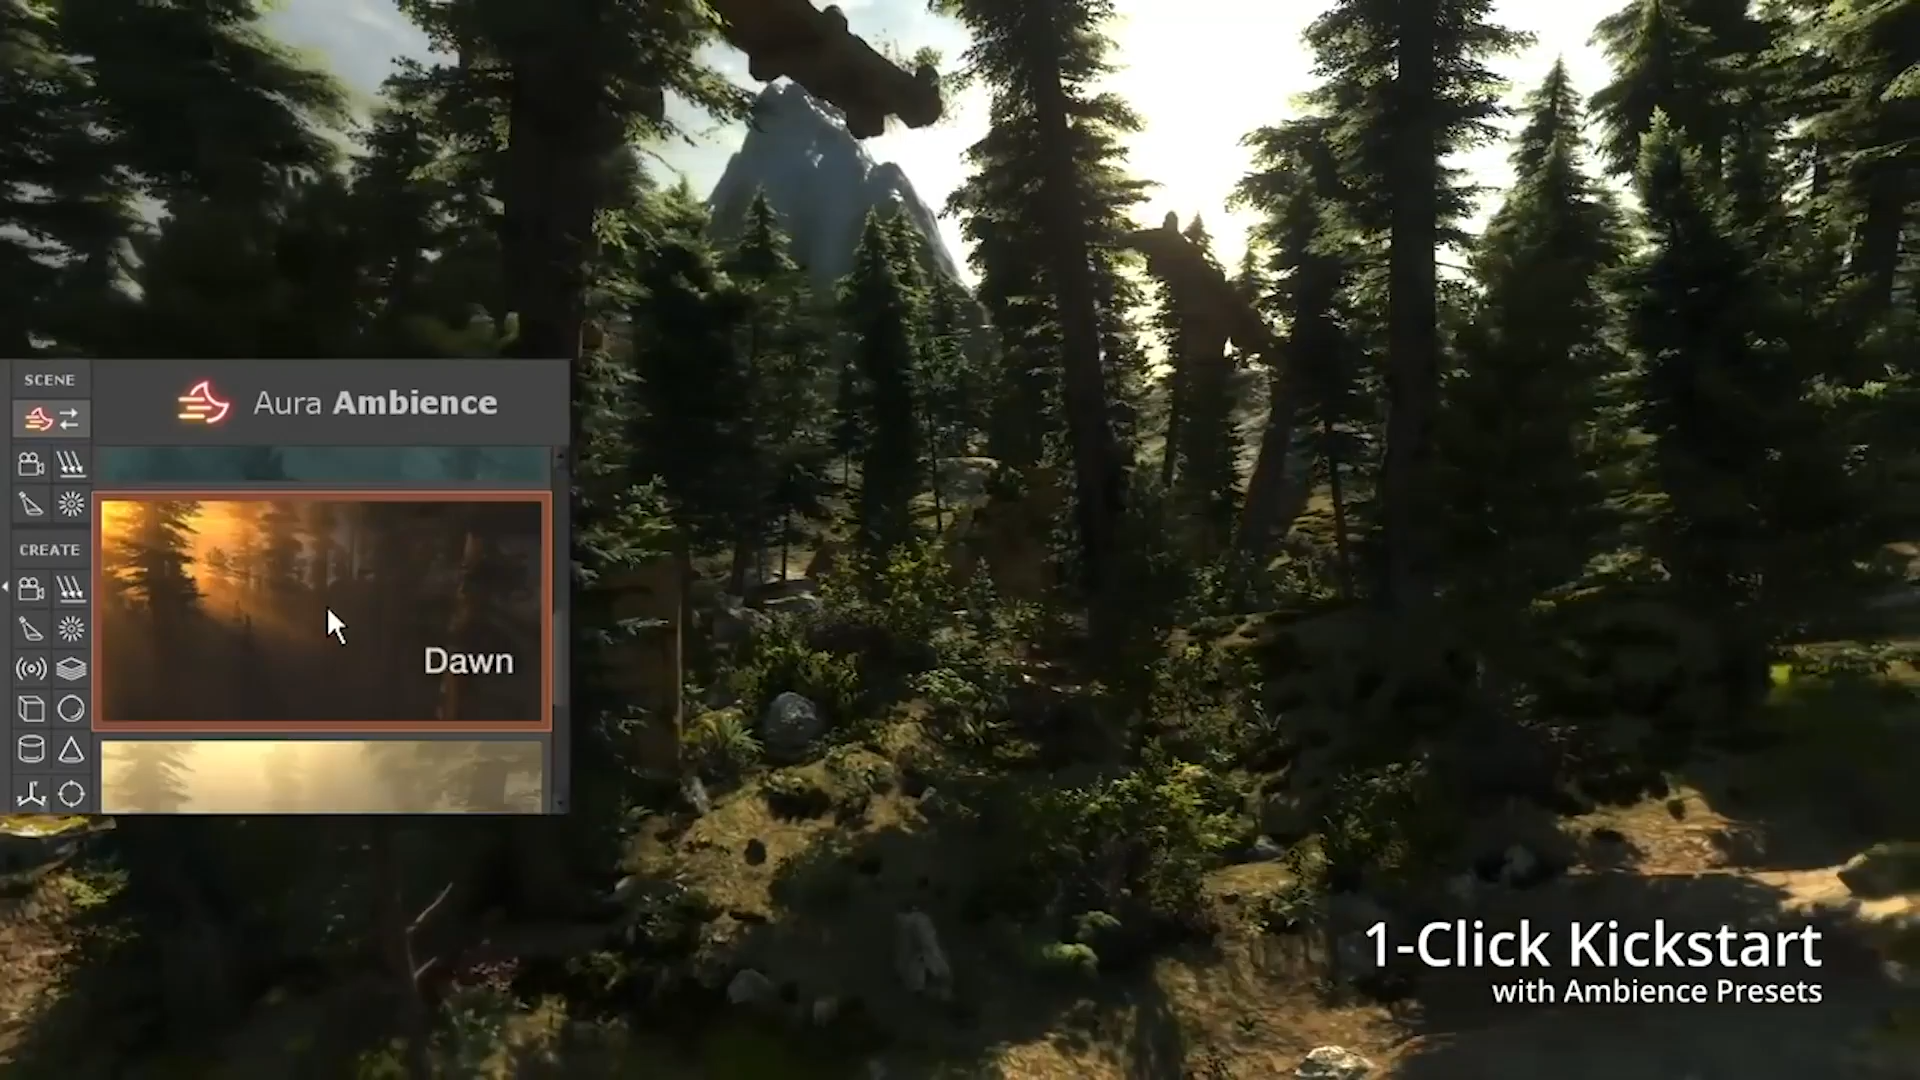 SCENE
Aura Ambience
CREATE
Dawn
1-Click Kickstart
with Ambience Presets